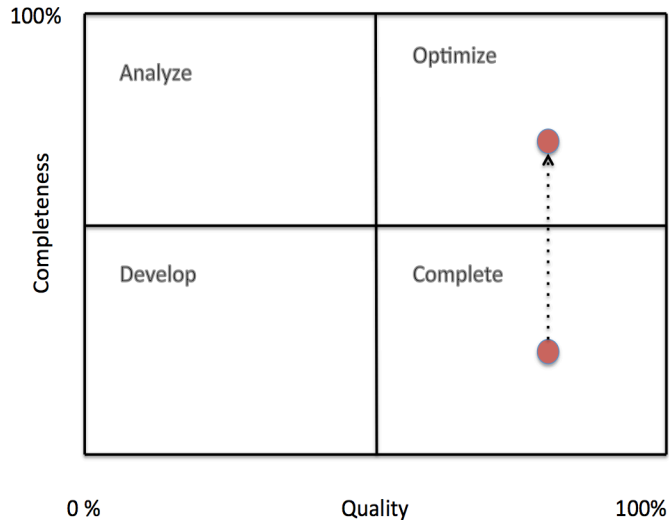 100%
Analyze
Optimize
Completeness
Develop
Complete
0 %
Quality
100%